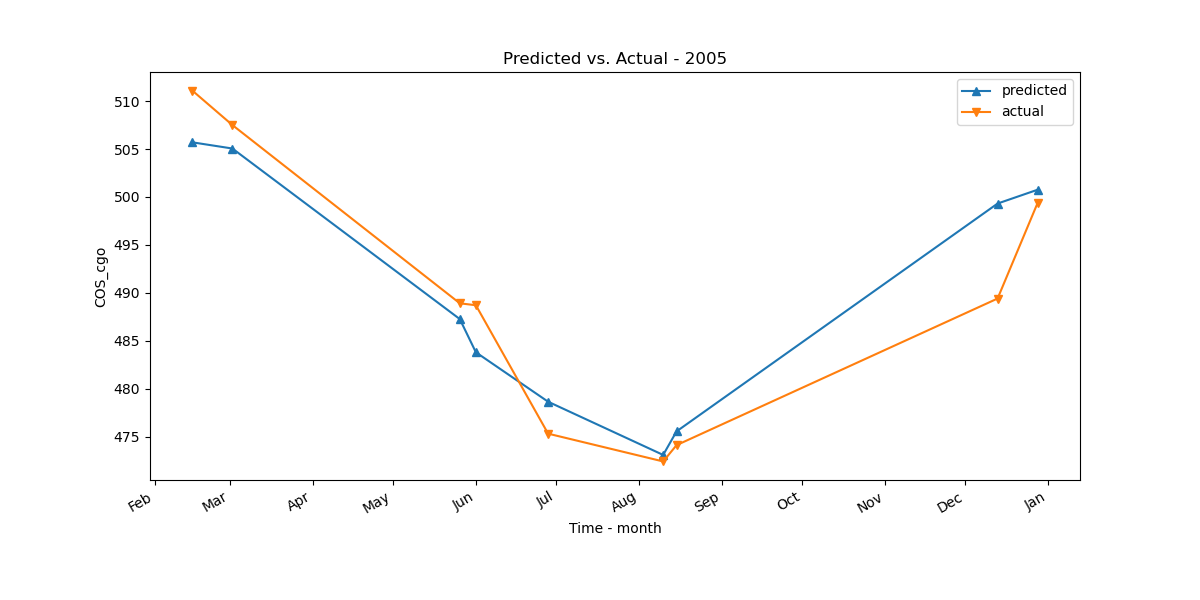 Predicted vs. Actual - 2005
predicted
actual
510
505
500
495
490
485
480
475
COS_cgo
Feb
Mar
Apr
May
Jun
Jul
Aug
Sep
Oct
Nov
Dec
Jan
Time - month